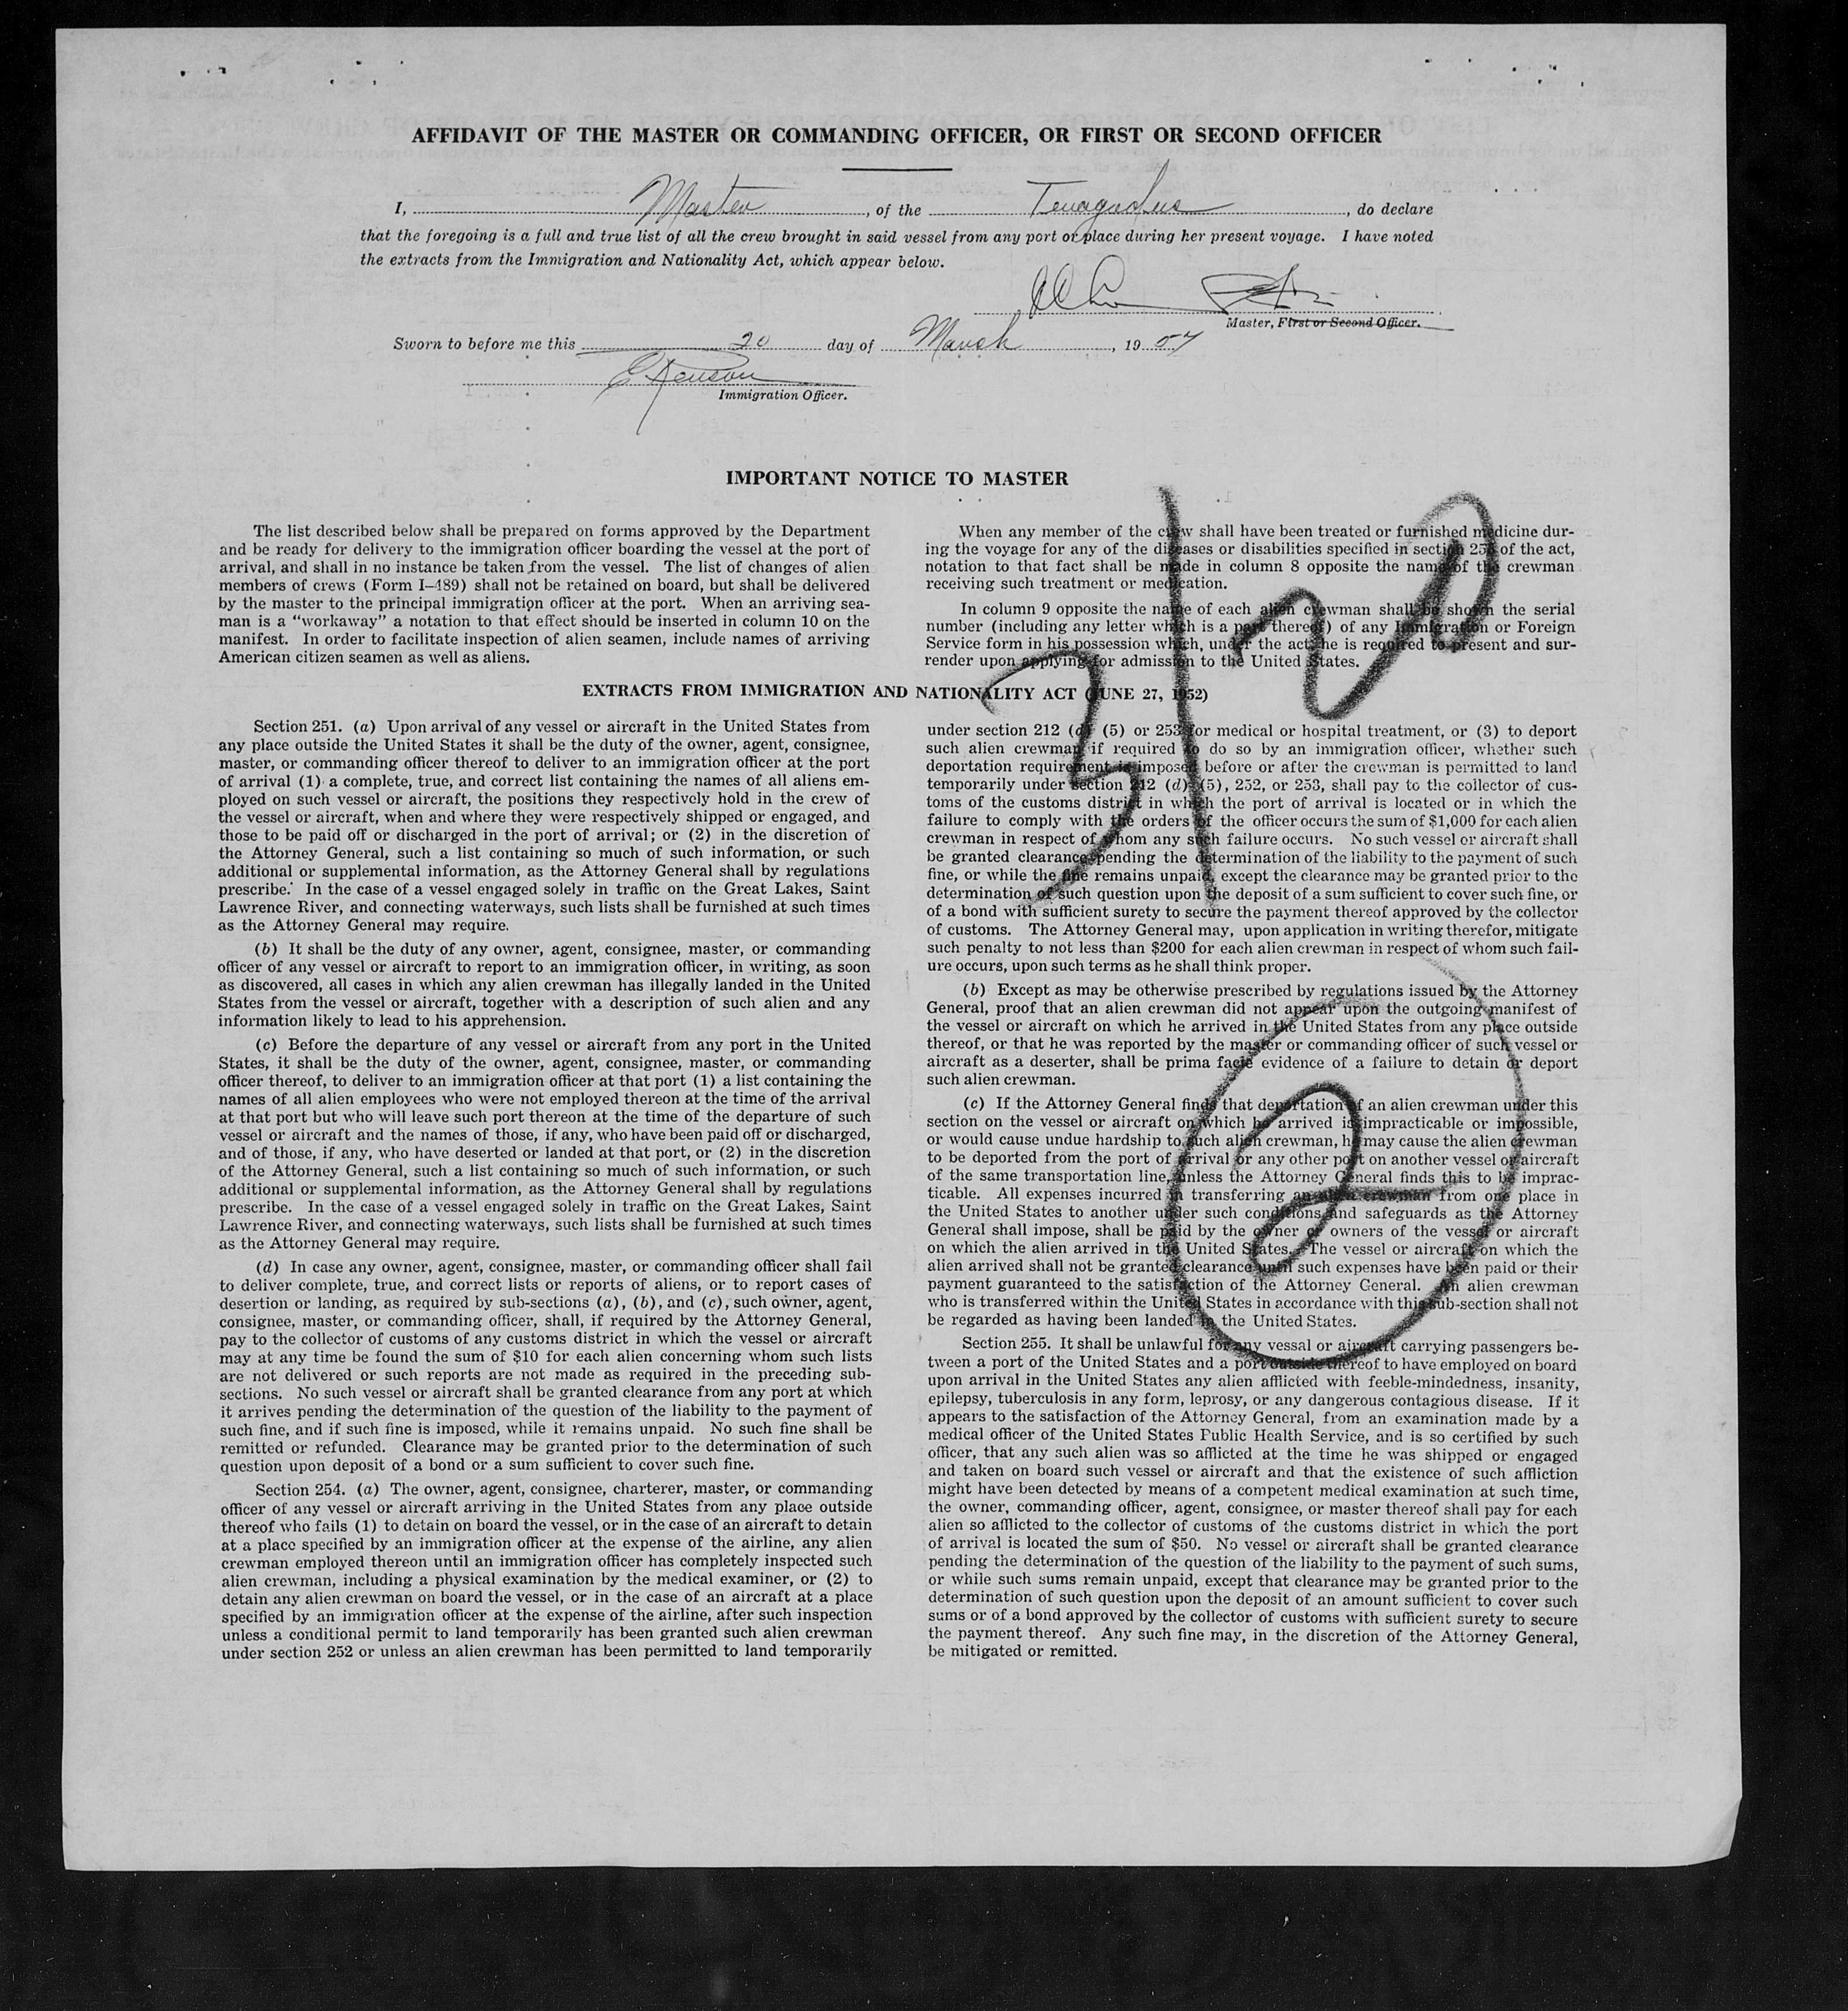 AFFIDAVIT OF THE MASTER OR COMMANDING OFFICER, OR FIRST OR SECOND OFFICER
I, Master, of the, do declare
that the foregoing is a full and true list of all the crew brought in said vessel from any port or place during her present voyage. I have noted
the extracts from the Immigration and Nationality Act, which appear below.
Master, First or Second Officer.
Sworn to before me this 20 day of March, 19 57
Immigration Officer.
IMPORTANT NOTICE TO MASTER
The list described below shall be prepared on forms approved by the Department
and be ready for delivery to the immigration officer boarding the vessel at the port of
arrival, and shall in no instance be taken from the vessel. The list of changes of alien
members of crews (Form I-489) shall not be retained on board, but shall be delivered
by the master to the principal immigration officer at the port. When an arriving sea-
man is a "workaway" a notation to that effect should be inserted in column 10 on the
manifest. In order to facilitate inspection of alien seamen, include names of arriving
American citizen seamen as well as aliens.
When any member of the crew shall have been treated or furnished medicine dur-
ing the voyage for any of the diseases or disabilities specified in section 255 of the act,
notation to that fact shall be made in column 8 opposite the name of the crewman
receiving such treatment or medication.
In column 9 opposite the name of each alien crewman shall be shown the serial
number (including any letter which is a part thereof) of any Immigration or Foreign
Service form in his possession which, under the act, he is required to present and sur-
render upon applying for admission to the United States.
3/20
EXTRACTS FROM IMMIGRATION AND NATIONALITY ACT (JUNE 27, 1952)
Section 251. (a) Upon arrival of any vessel or aircraft in the United States from
any place outside the United States it shall be the duty of the owner, agent, consignee,
master, or commanding officer thereof to deliver to an immigration officer at the port
of arrival (1) a complete, true, and correct list containing the names of all aliens em-
ployed on such vessel or aircraft, the positions they respectively hold in the crew of
the vessel or aircraft, when and where they were respectively shipped or engaged, and
those to be paid off or discharged in the port of arrival; or (2) in the discretion of
the Attorney General, such a list containing so much of such information, or such
additional or supplemental information, as the Attorney General shall by regulations
prescribe. In the case of a vessel engaged solely in traffic on the Great Lakes, Saint
Lawrence River, and connecting waterways, such lists shall be furnished at such times
as the Attorney General may require.
(b) It shall be the duty of any owner, agent, consignee, master, or commanding
officer of any vessel or aircraft to report to an immigration officer, in writing, as soon
as discovered, all cases in which any alien crewman has illegally landed in the United
States from the vessel or aircraft, together with a description of such alien and any
information likely to lead to his apprehension.
(c) Before the departure of any vessel or aircraft from any port in the United
States, it shall be the duty of the owner, agent, consignee, master, or commanding
officer thereof, to deliver to an immigration officer at that port (1) a list containing the
names of all alien employees who were not employed thereon at the time of the arrival
at that port but who will leave such port thereon at the time of the departure of such
vessel or aircraft and the names of those, if any, who have been paid off or discharged,
and of those, if any, who have deserted or landed at that port, or (2) in the discretion
of the Attorney General, such a list containing so much of such information, or such
additional or supplemental information, as the Attorney General shall by regulations
prescribe. In the case of a vessel engaged solely in traffic on the Great Lakes, Saint
Lawrence River, and connecting waterways, such lists shall be furnished at such times
as the Attorney General may require.
(d) In case any owner, agent, consignee, master, or commanding officer shall fail
to deliver complete, true, and correct lists or reports of aliens, or to report cases of
desertion or landing, as required by sub-sections (a), (b), and (c), such owner, agent,
consignee, master, or commanding officer, shall, if required by the Attorney General,
pay to the collector of customs of any customs district in which the vessel or aircraft
may at any time be found the sum of $10 for each alien concerning whom such lists
are not delivered or such reports are not made as required in the preceding sub-
sections. No such vessel or aircraft shall be granted clearance from any port at which
it arrives pending the determination of the question of the liability to the payment of
such fine, and if such fine is imposed, while it remains unpaid. No such fine shall be
remitted or refunded. Clearance may be granted prior to the determination of such
question upon deposit of a bond or a sum sufficient to cover such fine.
Section 254. (a) The owner, agent, consignee, charterer, master, or commanding
officer of any vessel or aircraft arriving in the United States from any place outside
thereof who fails (1) to detain on board the vessel, or in the case of an aircraft to detain
at a place specified by an immigration officer at the expense of the airline, any alien
crewman employed thereon until an immigration officer has completely inspected such
alien crewman, including a physical examination by the medical examiner, or (2) to
detain any alien crewman on board the vessel, or in the case of an aircraft at a place
specified by an immigration officer at the expense of the airline, after such inspection
unless a conditional permit to land temporarily has been granted such alien crewman
under section 252 or unless an alien crewman has been permitted to land temporarily
under section 212 (d) (5) or 253 for medical or hospital treatment, or (3) to deport
such alien crewman if required to do so by an immigration officer, whether such
deportation requirement is imposed before or after the crewman is permitted to land
temporarily under section 212 (d) (5), 252, or 253, shall pay to the collector of cus-
toms of the customs district in which the port of arrival is located or in which the
failure to comply with the orders of the officer occurs the sum of $1,000 for each alien
crewman in respect of whom any such failure occurs. No such vessel or aircraft shall
be granted clearance pending the determination of the liability to the payment of such
fine, or while the fine remains unpaid, except the clearance may be granted prior to the
determination of such question upon the deposit of a sum sufficient to cover such fine, or
of a bond with sufficient surety to secure the payment thereof approved by the collector
of customs. The Attorney General may, upon application in writing therefor, mitigate
such penalty to not less than $200 for each alien crewman in respect of whom such fail-
ure occurs, upon such terms as he shall think proper.
(b) Except as may be otherwise prescribed by regulations issued by the Attorney
General, proof that an alien crewman did not appear upon the outgoing manifest of
the vessel or aircraft on which he arrived in the United States from any place outside
thereof, or that he was reported by the master or commanding officer of such vessel or
aircraft as a deserter, shall be prima facie evidence of a failure to detain or deport
such alien crewman.
(c) If the Attorney General finds that deportation of an alien crewman under this
section on the vessel or aircraft on which he arrived is impracticable or impossible,
or would cause undue hardship to such alien crewman, he may cause the alien crewman
to be deported from the port of arrival or any other port on another vessel or aircraft
of the same transportation line, unless the Attorney General finds this to be imprac-
ticable. All expenses incurred in transferring an alien crewman from one place in
the United States to another under such conditions and safeguards as the Attorney
General shall impose, shall be paid by the owner or owners of the vessel or aircraft
on which the alien arrived in the United States. The vessel or aircraft on which the
alien arrived shall not be granted clearance until such expenses have been paid or their
payment guaranteed to the satisfaction of the Attorney General. An alien crewman
who is transferred within the United States in accordance with this sub-section shall not
be regarded as having been landed in the United States.
2
Section 255. It shall be unlawful for any vessal or aircraft carrying passengers be-
tween a port of the United States and a port outside thereof to have employed on board
upon arrival in the United States any alien afflicted with feeble-mindedness, insanity,
epilepsy, tuberculosis in any form, leprosy, or any dangerous contagious disease. If it
appears to the satisfaction of the Attorney General, from an examination made by a
medical officer of the United States Public Health Service, and is so certified by such
officer, that any such alien was so afflicted at the time he was shipped or engaged
and taken on board such vessel or aircraft and that the existence of such affliction
might have been detected by means of a competent medical examination at such time,
the owner, commanding officer, agent, consignee, or master thereof shall pay for each
alien so afflicted to the collector of customs of the customs district in which the port
of arrival is located the sum of $50. No vessel or aircraft shall be granted clearance
pending the determination of the question of the liability to the payment of such sums,
or while such sums remain unpaid, except that clearance may be granted prior to the
determination of such question upon the deposit of an amount sufficient to cover such
sums or of a bond approved by the collector of customs with sufficient surety to secure
the payment thereof. Any such fine may, in the discretion of the Attorney General,
be mitigated or remitted.